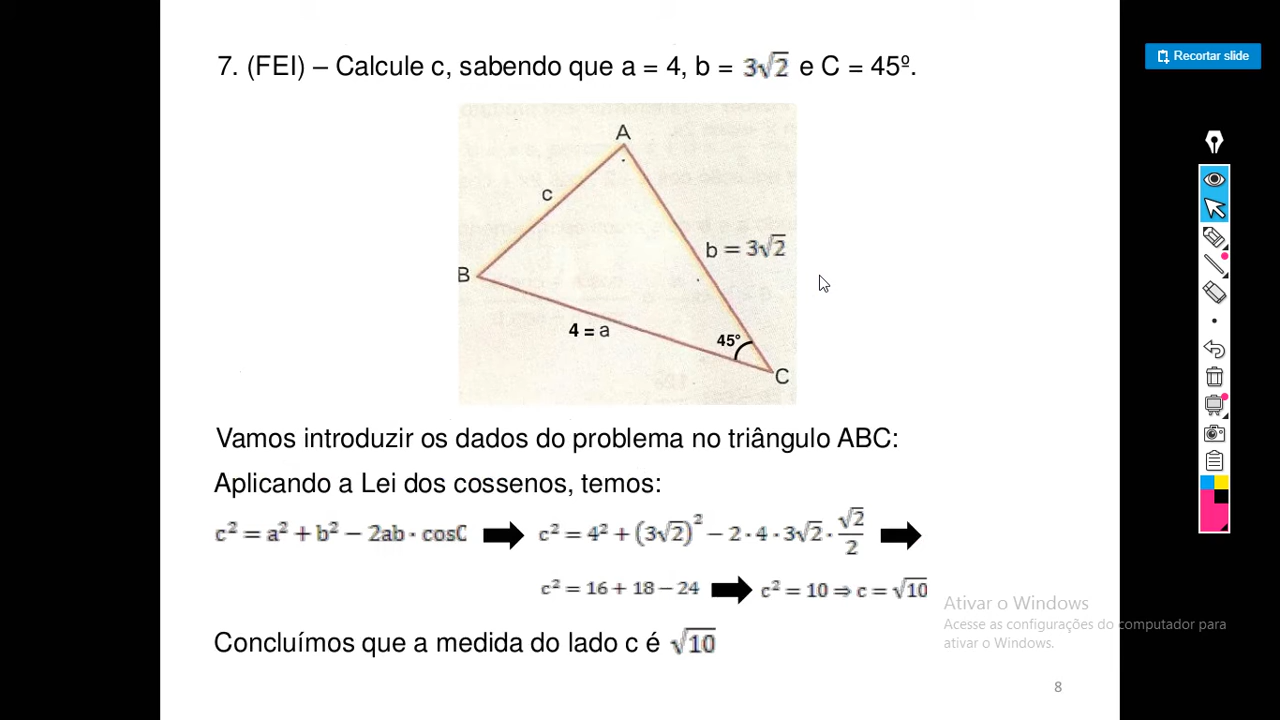 7. (FEI) – Calcule c, sabendo que a = 4, b = 3√2 e C = 45º.
Recortar slide
A
c
b = 3√2
B
4 = a
45°
C
Vamos introduzir os dados do problema no triângulo ABC:
Aplicando a Lei dos cossenos, temos:
c² = a² + b² − 2ab · cosC ➡ c² = 4² + (3√2)² − 2 · 4 · 3√2 · √2/2 ➡
c² = 16 + 18 − 24 ➡ c² = 10 ⇒ c = √10
Concluímos que a medida do lado c é √10
Ativar o Windows
Acesse as configurações do computador para
ativar o Windows.
8